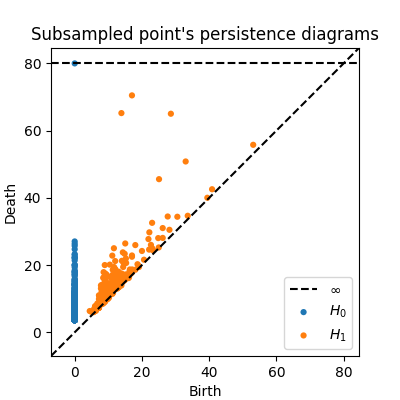 Subsampled point's persistence diagrams
80
60
40
20
0
Death
0 20 40 60 80
Birth
∞
H₀
H₁